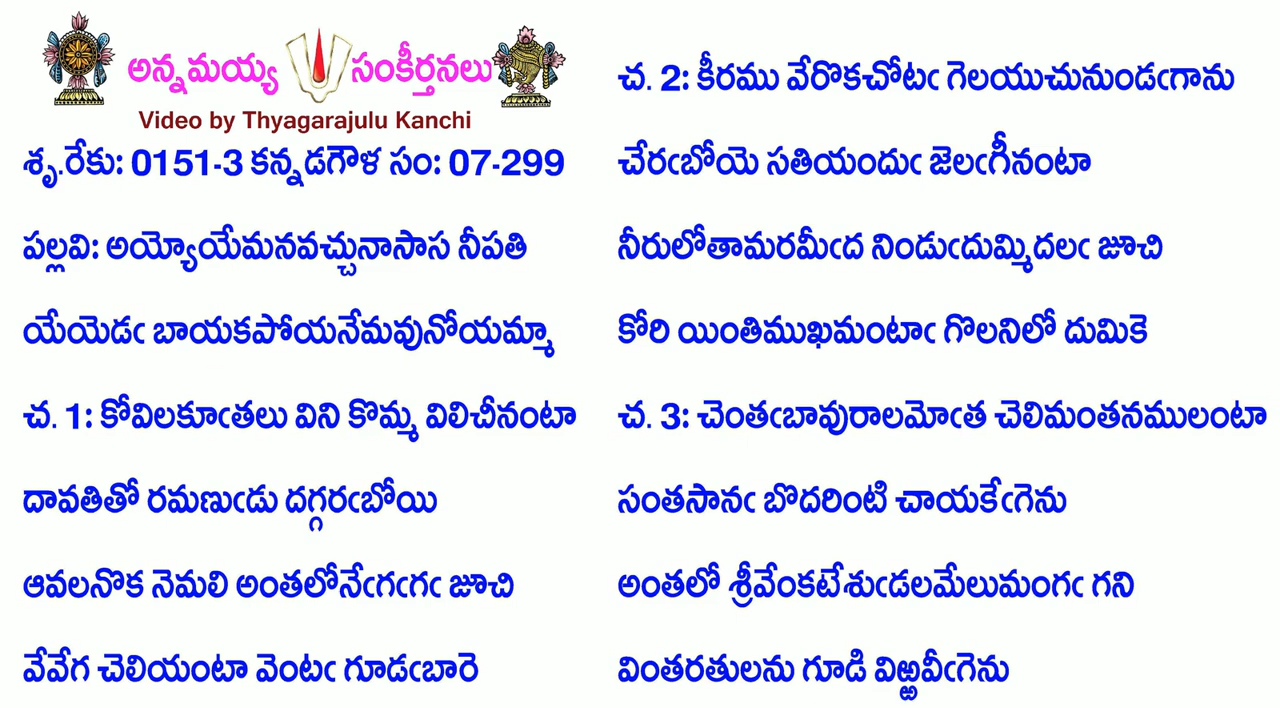 అన్నమయ్య సంకీర్తనలు
Video by Thyagarajulu Kanchi
శృ.రేకు: 0151-3 కన్నడగౌళ సం: 07-299
పల్లవి: అయ్యోయేమనవచ్చునాసాస నీపతి
యేయెడఁ బాయకపోయనేమవునోయమ్మా
చ. 1: కోవిలకూఁతలు విని కొమ్మ విలిచీనంటా
దావతితో రమణుఁడు దగ్గరఁబోయి
ఆవలనొక నెమలి అంతలోనేఁగఁగఁ జూచి
వేవేగ చెలియంటా వెంటఁ గూడఁబారె
చ. 2: కీరము వేరొకచోటఁ గెలయుచునుండఁగాను
చేరఁబోయె సతియందుఁ జెలఁగీనంటా
నీరులోతామరమీఁద నిండుఁదుమ్మిదలఁ జూచి
కోరి యింతిముఖమంటాఁ గొలనిలో దుమికె
చ. 3: చెంతఁబావురాలమోఁత చెలిమంతనములంటా
సంతసానఁ బొదరింటి చాయకేఁగెను
అంతలో శ్రీవేంకటేశుఁడలమేలుమంగఁ గని
వింతరతులను గూడి విఱ్ఱవీఁగెను